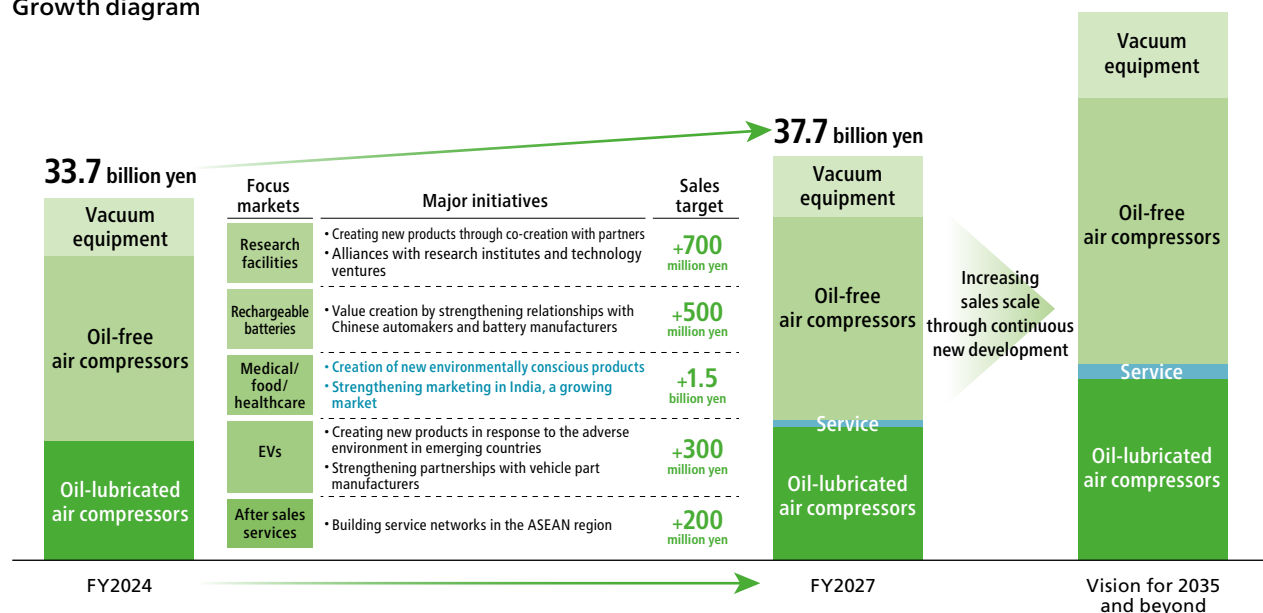 Growth diagram
33.7 billion yen
Vacuum
equipment
Oil-free
air compressors
Oil-lubricated
air compressors
FY2024
Focus
markets
Major initiatives
Sales
target
Research
facilities
• Creating new products through co-creation with partners
• Alliances with research institutes and technology
ventures
+700
million yen
Rechargeable
batteries
• Value creation by strengthening relationships with
Chinese automakers and battery manufacturers
+500
million yen
Medical/
food/
healthcare
• Creation of new environmentally conscious products
• Strengthening marketing in India, a growing
market
+1.5
billion yen
EVs
• Creating new products in response to the adverse
environment in emerging countries
• Strengthening partnerships with vehicle part
manufacturers
+300
million yen
After sales
services
• Building service networks in the ASEAN region
+200
million yen
37.7 billion yen
Vacuum
equipment
Oil-free
air compressors
Service
Oil-lubricated
air compressors
FY2027
Increasing
sales scale
through continuous
new development
Vacuum
equipment
Oil-free
air compressors
Service
Oil-lubricated
air compressors
Vision for 2035
and beyond